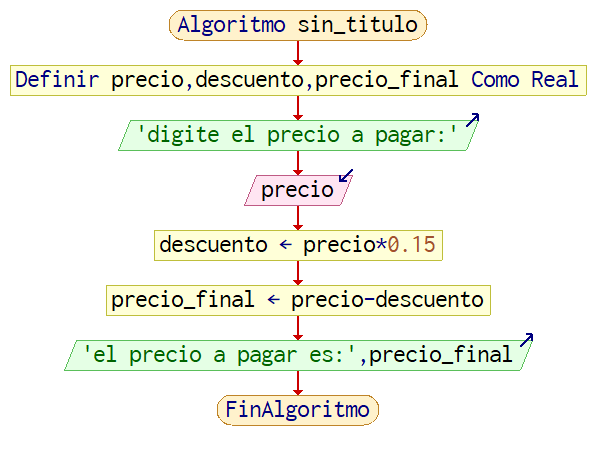 Algoritmo sin_titulo
Definir precio,descuento,precio_final Como Real
'digite el precio a pagar:'
precio
descuento ← precio*0.15
precio_final ← precio-descuento
'el precio a pagar es:',precio_final
FinAlgoritmo